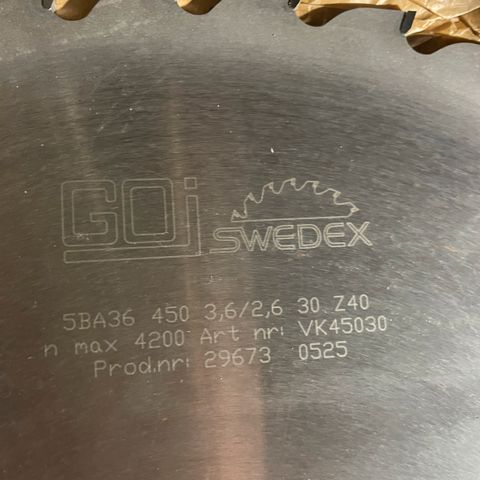 GOj SWEDEX
5BA36 450 3,6/2,6 30 Z40
n max 4200 Art nr: VK45030
Prod.nr: 29673 0525